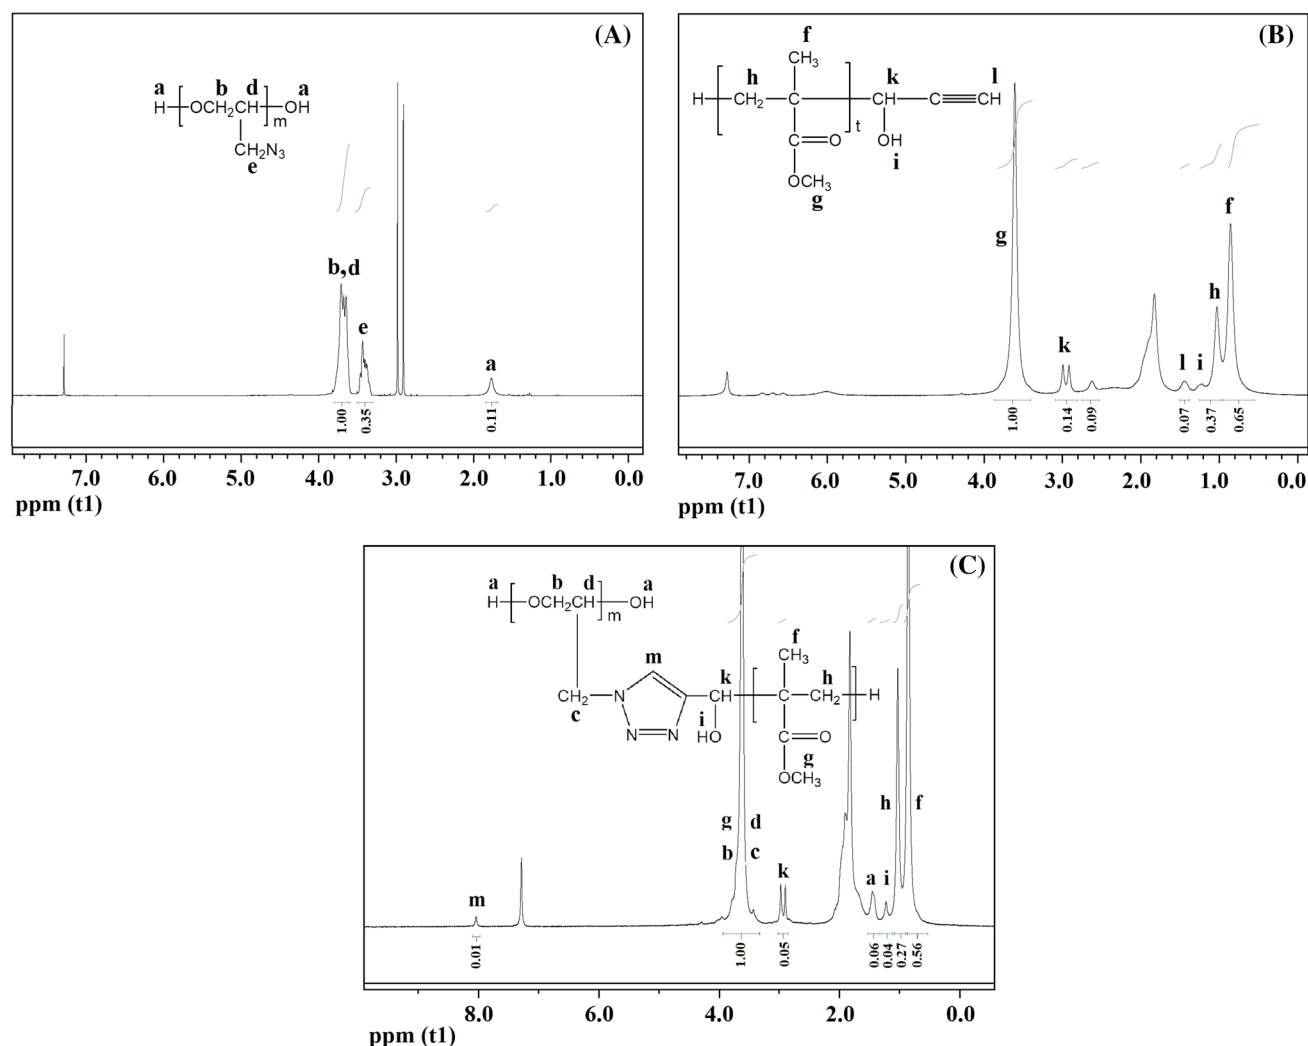 (A)
a b d a
H OCH2CH OH
m
CH2N3
e
b,d
e
a
1.00 0.35 0.11
7.0 6.0 5.0 4.0 3.0 2.0 1.0 0.0
ppm (t1)
(B)
f
CH3
h k l
H CH2 C CH C CH
t
C O OH
i
OCH3
g
g
f
h
k
l i
1.00 0.14 0.09 0.07 0.37 0.65
7.0 6.0 5.0 4.0 3.0 2.0 1.0 0.0
ppm (t1)
(C)
a b d a
H OCH2CH OH
m
f
CH3
m k h
CH2 N C CH2 H
c i
N N HO C O
g
OCH3
h f
g d
b c
k
a i
m
0.01 1.00 0.05 0.06 0.04 0.27 0.56
8.0 6.0 4.0 2.0 0.0
ppm (t1)